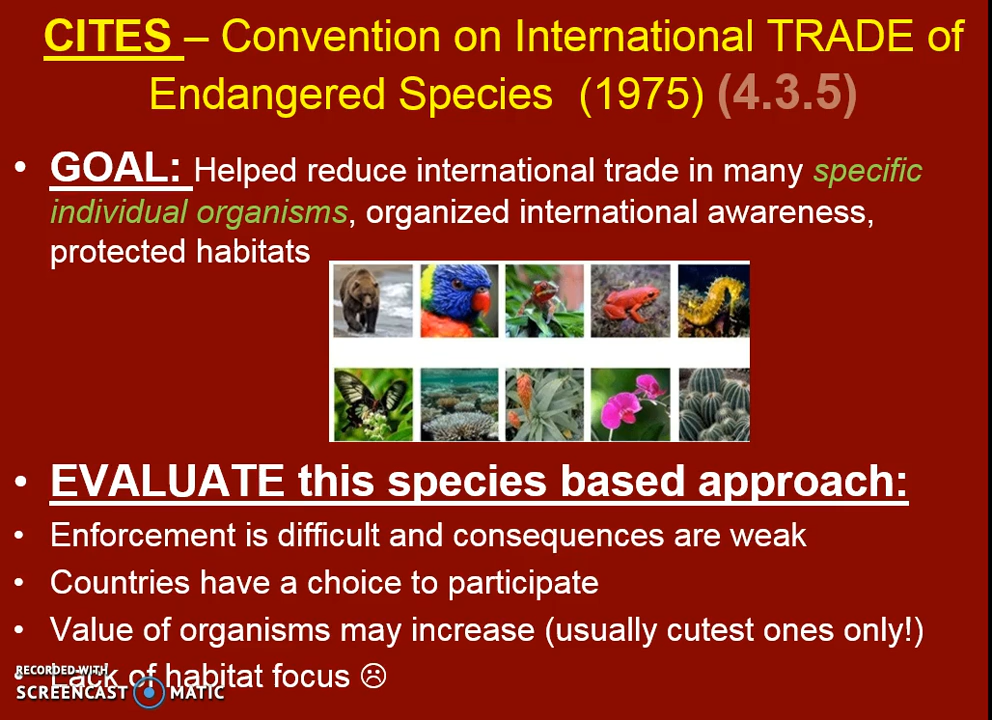 CITES – Convention on International TRADE of
Endangered Species (1975) (4.3.5)
• GOAL: Helped reduce international trade in many specific
individual organisms, organized international awareness,
protected habitats
• EVALUATE this species based approach:
• Enforcement is difficult and consequences are weak
• Countries have a choice to participate
• Value of organisms may increase (usually cutest ones only!)
• Lack of habitat focus ☹
RECORDED WITH
SCREENCAST MATIC